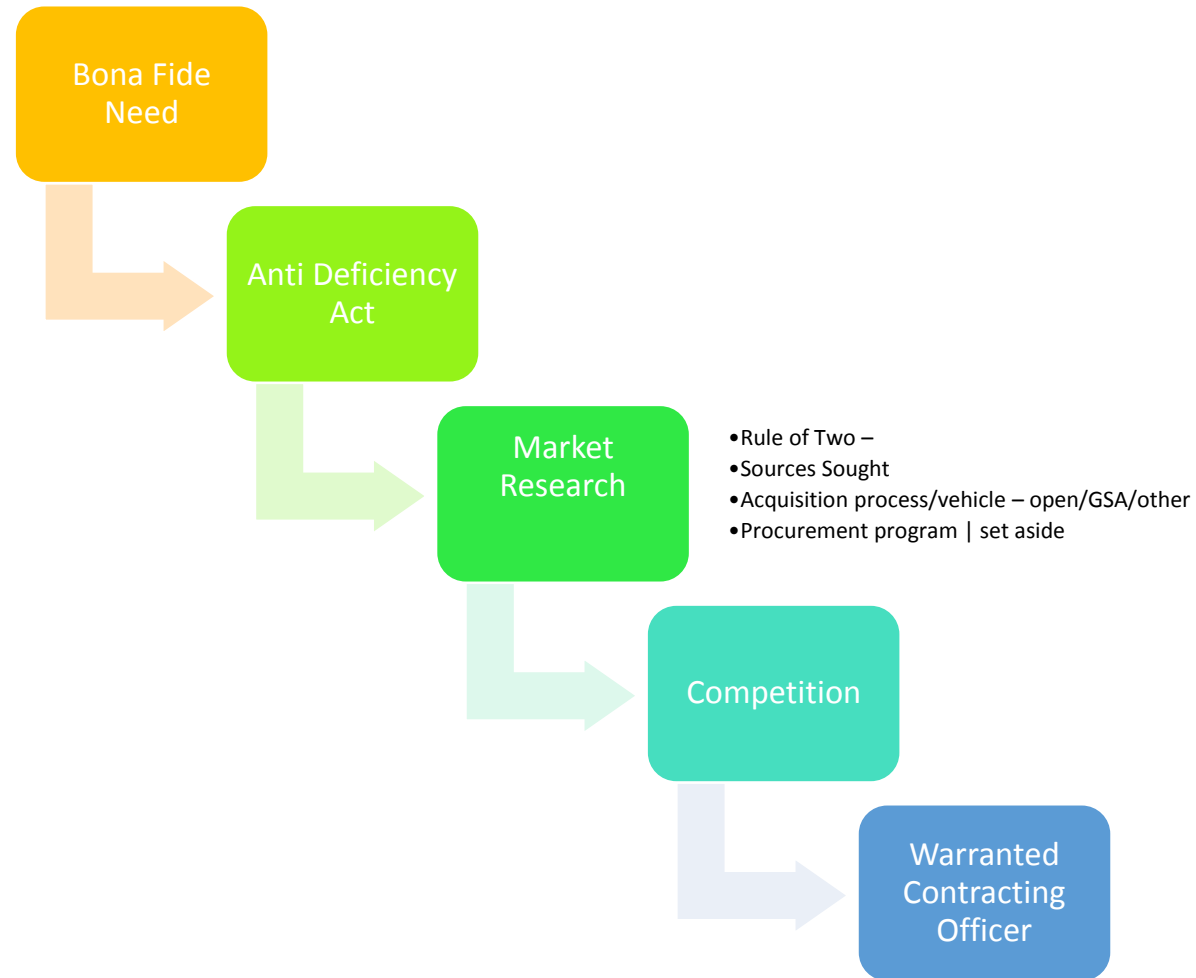 Bona Fide
Need
Anti Deficiency
Act
Market
Research
•Rule of Two –
•Sources Sought
•Acquisition process/vehicle – open/GSA/other
•Procurement program | set aside
Competition
Warranted
Contracting
Officer